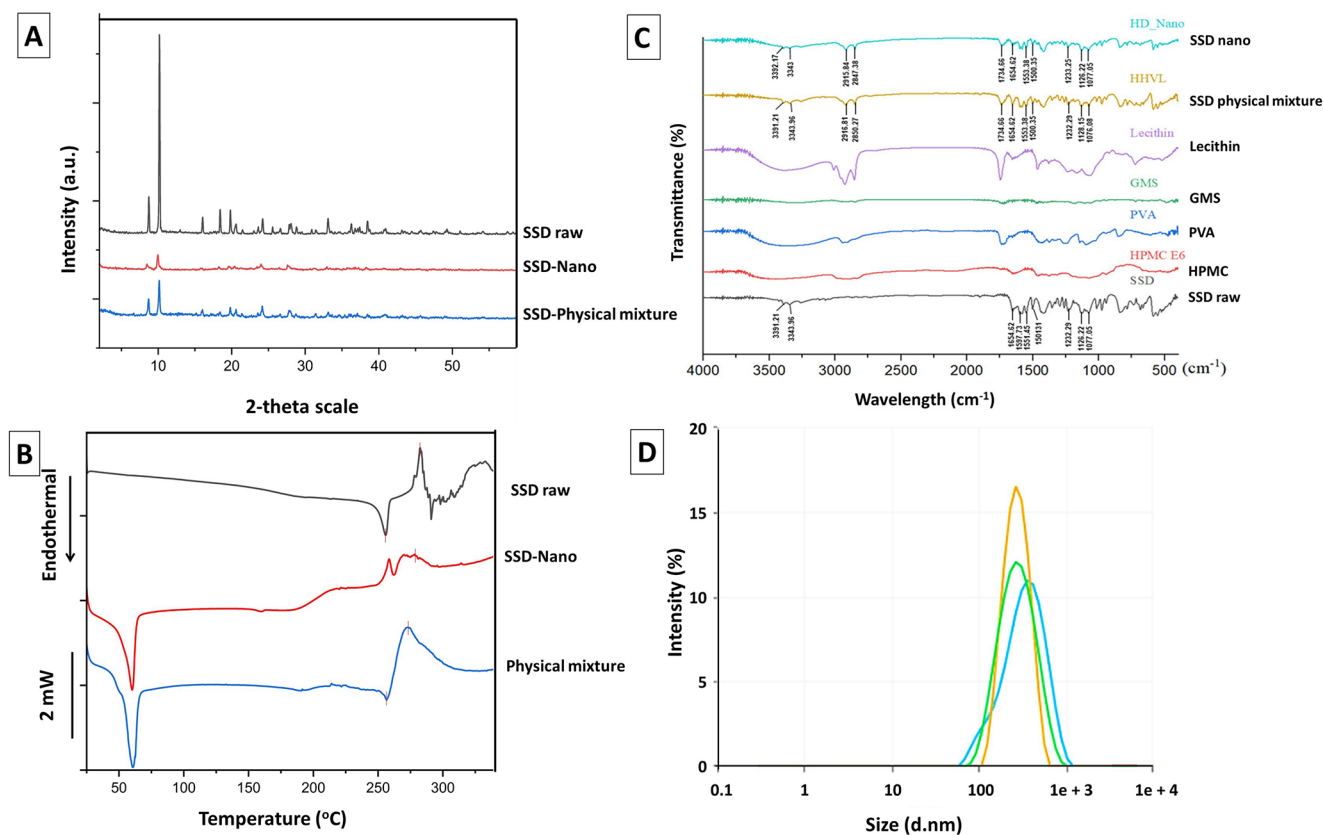 A
Intensity (a.u.)
SSD raw
SSD-Nano
SSD-Physical mixture
10
20
30
40
50
2-theta scale
B
Endothermal
2 mW
SSD raw
SSD-Nano
Physical mixture
50
100
150
200
250
300
Temperature (oC)
C
Transmittance (%)
HD_Nano
SSD nano
3392.17
3343
2915.84
2847.38
1734.66
1654.62
1553.38
1500.35
1233.25
1126.22
1077.05
HHVL
SSD physical mixture
3391.21
3343.96
2916.81
2850.27
1734.66
1654.62
1553.38
1500.35
1232.29
1128.15
1076.08
Lecithin
Lecithin
GMS
GMS
PVA
PVA
HPMC E6
HPMC
SSD
SSD raw
3391.21
3343.96
1654.62
1597.73
1551.45
150131
1232.29
1126.22
1077.05
4000
3500
3000
2500
2000
1500
1000
500
(cm-1)
Wavelength (cm-1)
D
Intensity (%)
20
15
10
5
0
0.1
1
10
100
1e + 3
1e + 4
Size (d.nm)